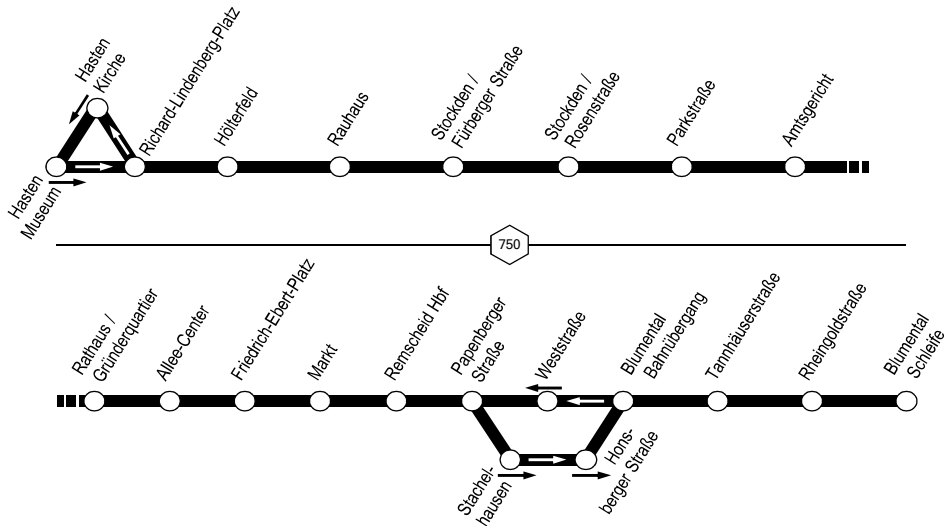 Hasten
Kirche
Hasten
Museum
Richard-Lindenberg-Platz
Hölterfeld
Rauhaus
Stockden /
Fürberger Straße
Stockden /
Rosenstraße
Parkstraße
Amtsgericht
750
Rathaus /
Gründerquartier
Allee-Center
Friedrich-Ebert-Platz
Markt
Remscheid Hbf
Papenberger
Straße
Weststraße
Blumental
Bahnübergang
Tannhäuserstraße
Rheingoldstraße
Blumental
Schleife
Stachel-
hausen
Hons-
berger Straße